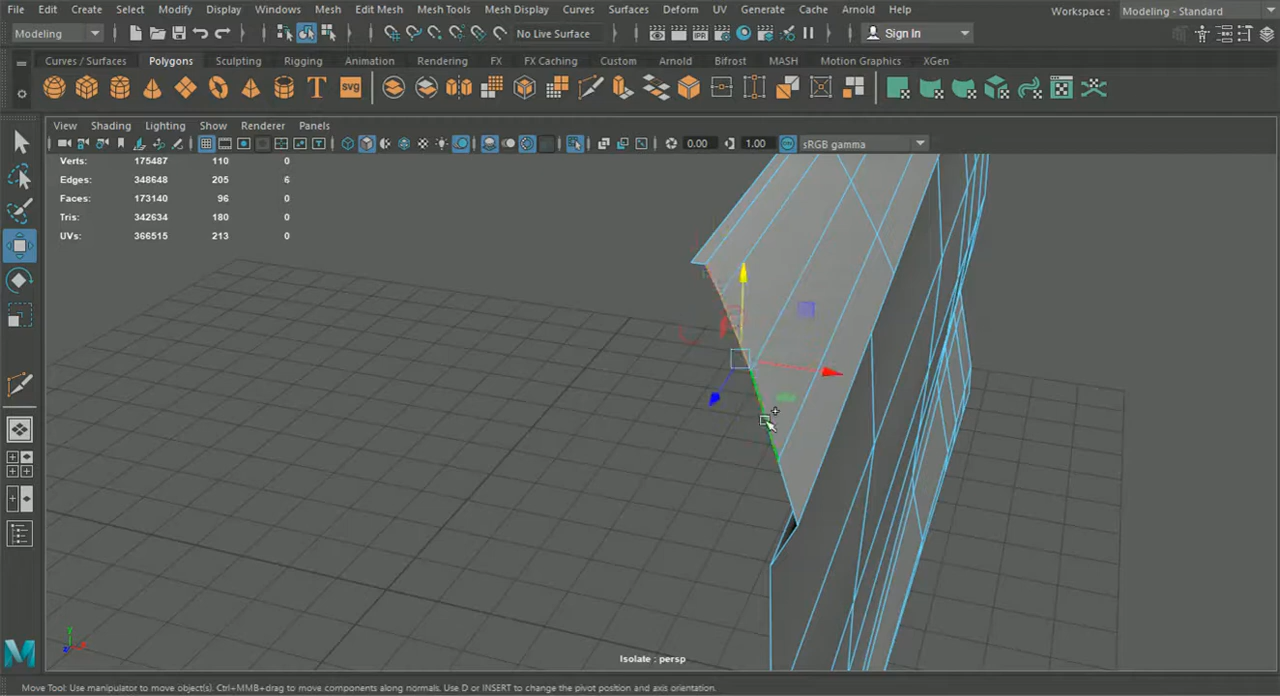 File Edit Create Select Modify Display Windows Mesh Edit Mesh Mesh Tools Mesh Display Curves Surfaces Deform UV Generate Cache Arnold Help Workspace : Modeling - Standard
Modeling No Live Surface Sign In
Curves / Surfaces Polygons Sculpting Rigging Animation Rendering FX FX Caching Custom Arnold Bifrost MASH Motion Graphics XGen
T SVG
View Shading Lighting Show Renderer Panels
0.00 1.00 sRGB gamma
Verts: 175487 110 0
Edges: 348648 205 6
Faces: 173140 96 0
Tris: 342634 180 0
UVs: 366515 213 0
Isolate : persp
Move Tool: Use manipulator to move object(s). Ctrl+MMB+drag to move components along normals. Use D or INSERT to change the pivot position and axis orientation.